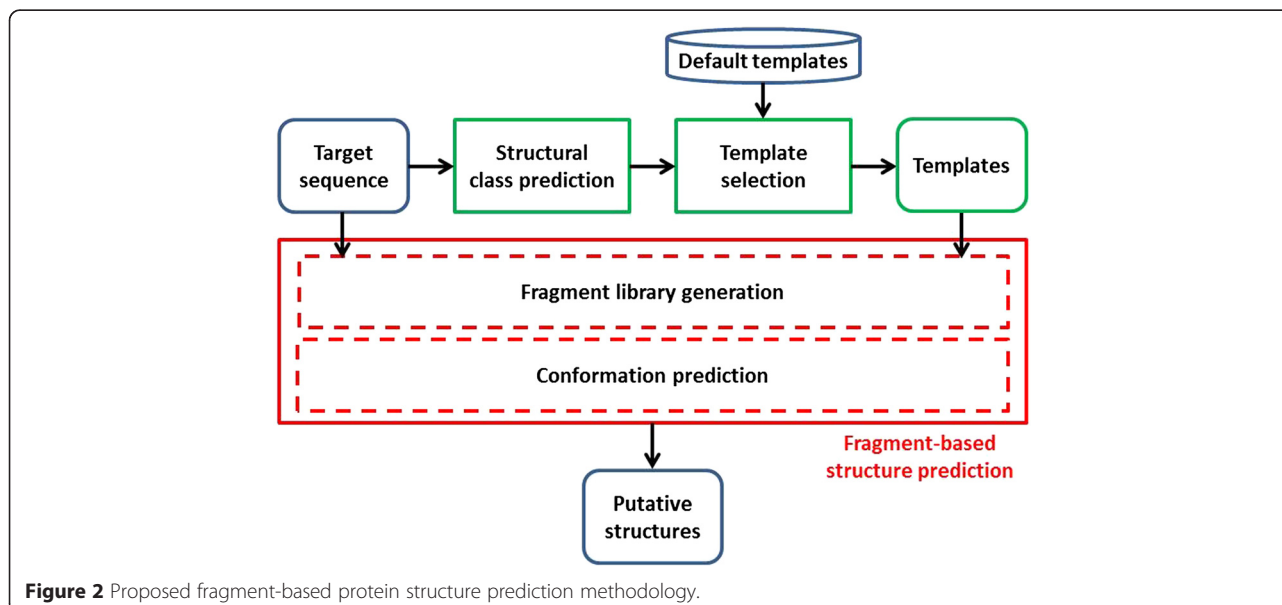 Default templates
Target
sequence
Structural
class prediction
Template
selection
Templates
Fragment library generation
Conformation prediction
Fragment-based
structure prediction
Putative
structures
Figure 2 Proposed fragment-based protein structure prediction methodology.